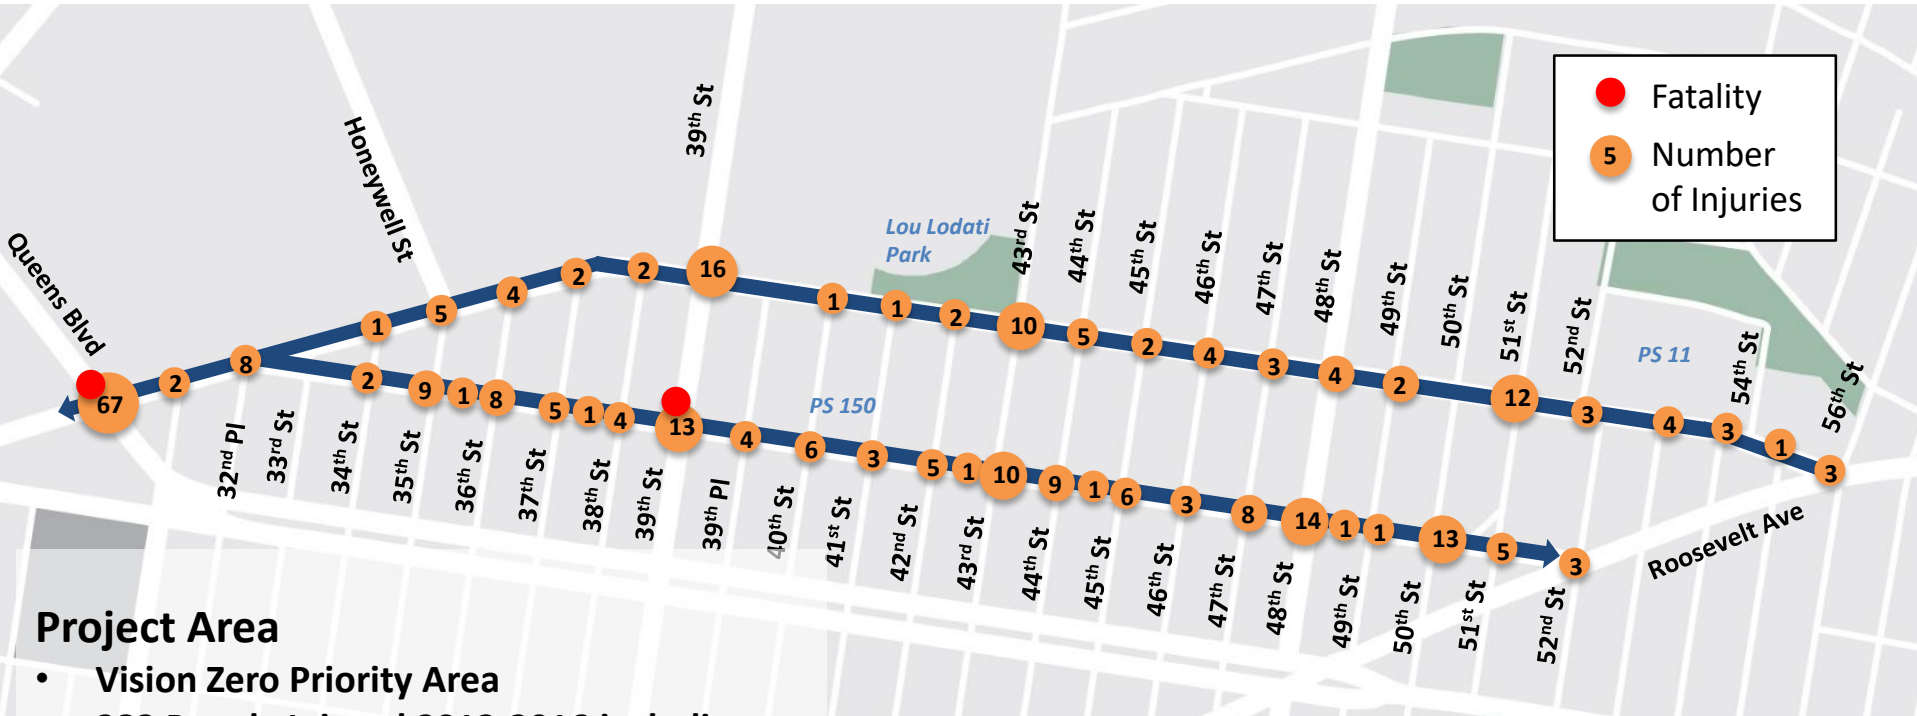 Fatality
5 Number
of Injuries
39th St
Honeywell St
Queens Blvd
Lou Lodati
Park
43rd St
44th St
45th St
46th St
47th St
48th St
49th St
50th St
51st St
52nd St
PS 11
54th St
56th St
67
2
8
1
5
4
2
2
16
1
1
2
10
5
2
4
3
4
2
12
3
4
3
1
3
2
9
1
8
5
1
4
13
4
6
3
5
1
10
9
1
6
3
8
14
1
1
13
5
3
PS 150
32nd Pl
33rd St
34th St
35th St
36th St
37th St
38th St
39th St
39th Pl
40th St
41st St
42nd St
43rd St
44th St
45th St
46th St
47th St
48th St
49th St
50th St
51st St
52nd St
Roosevelt Ave
Project Area
• Vision Zero Priority Area